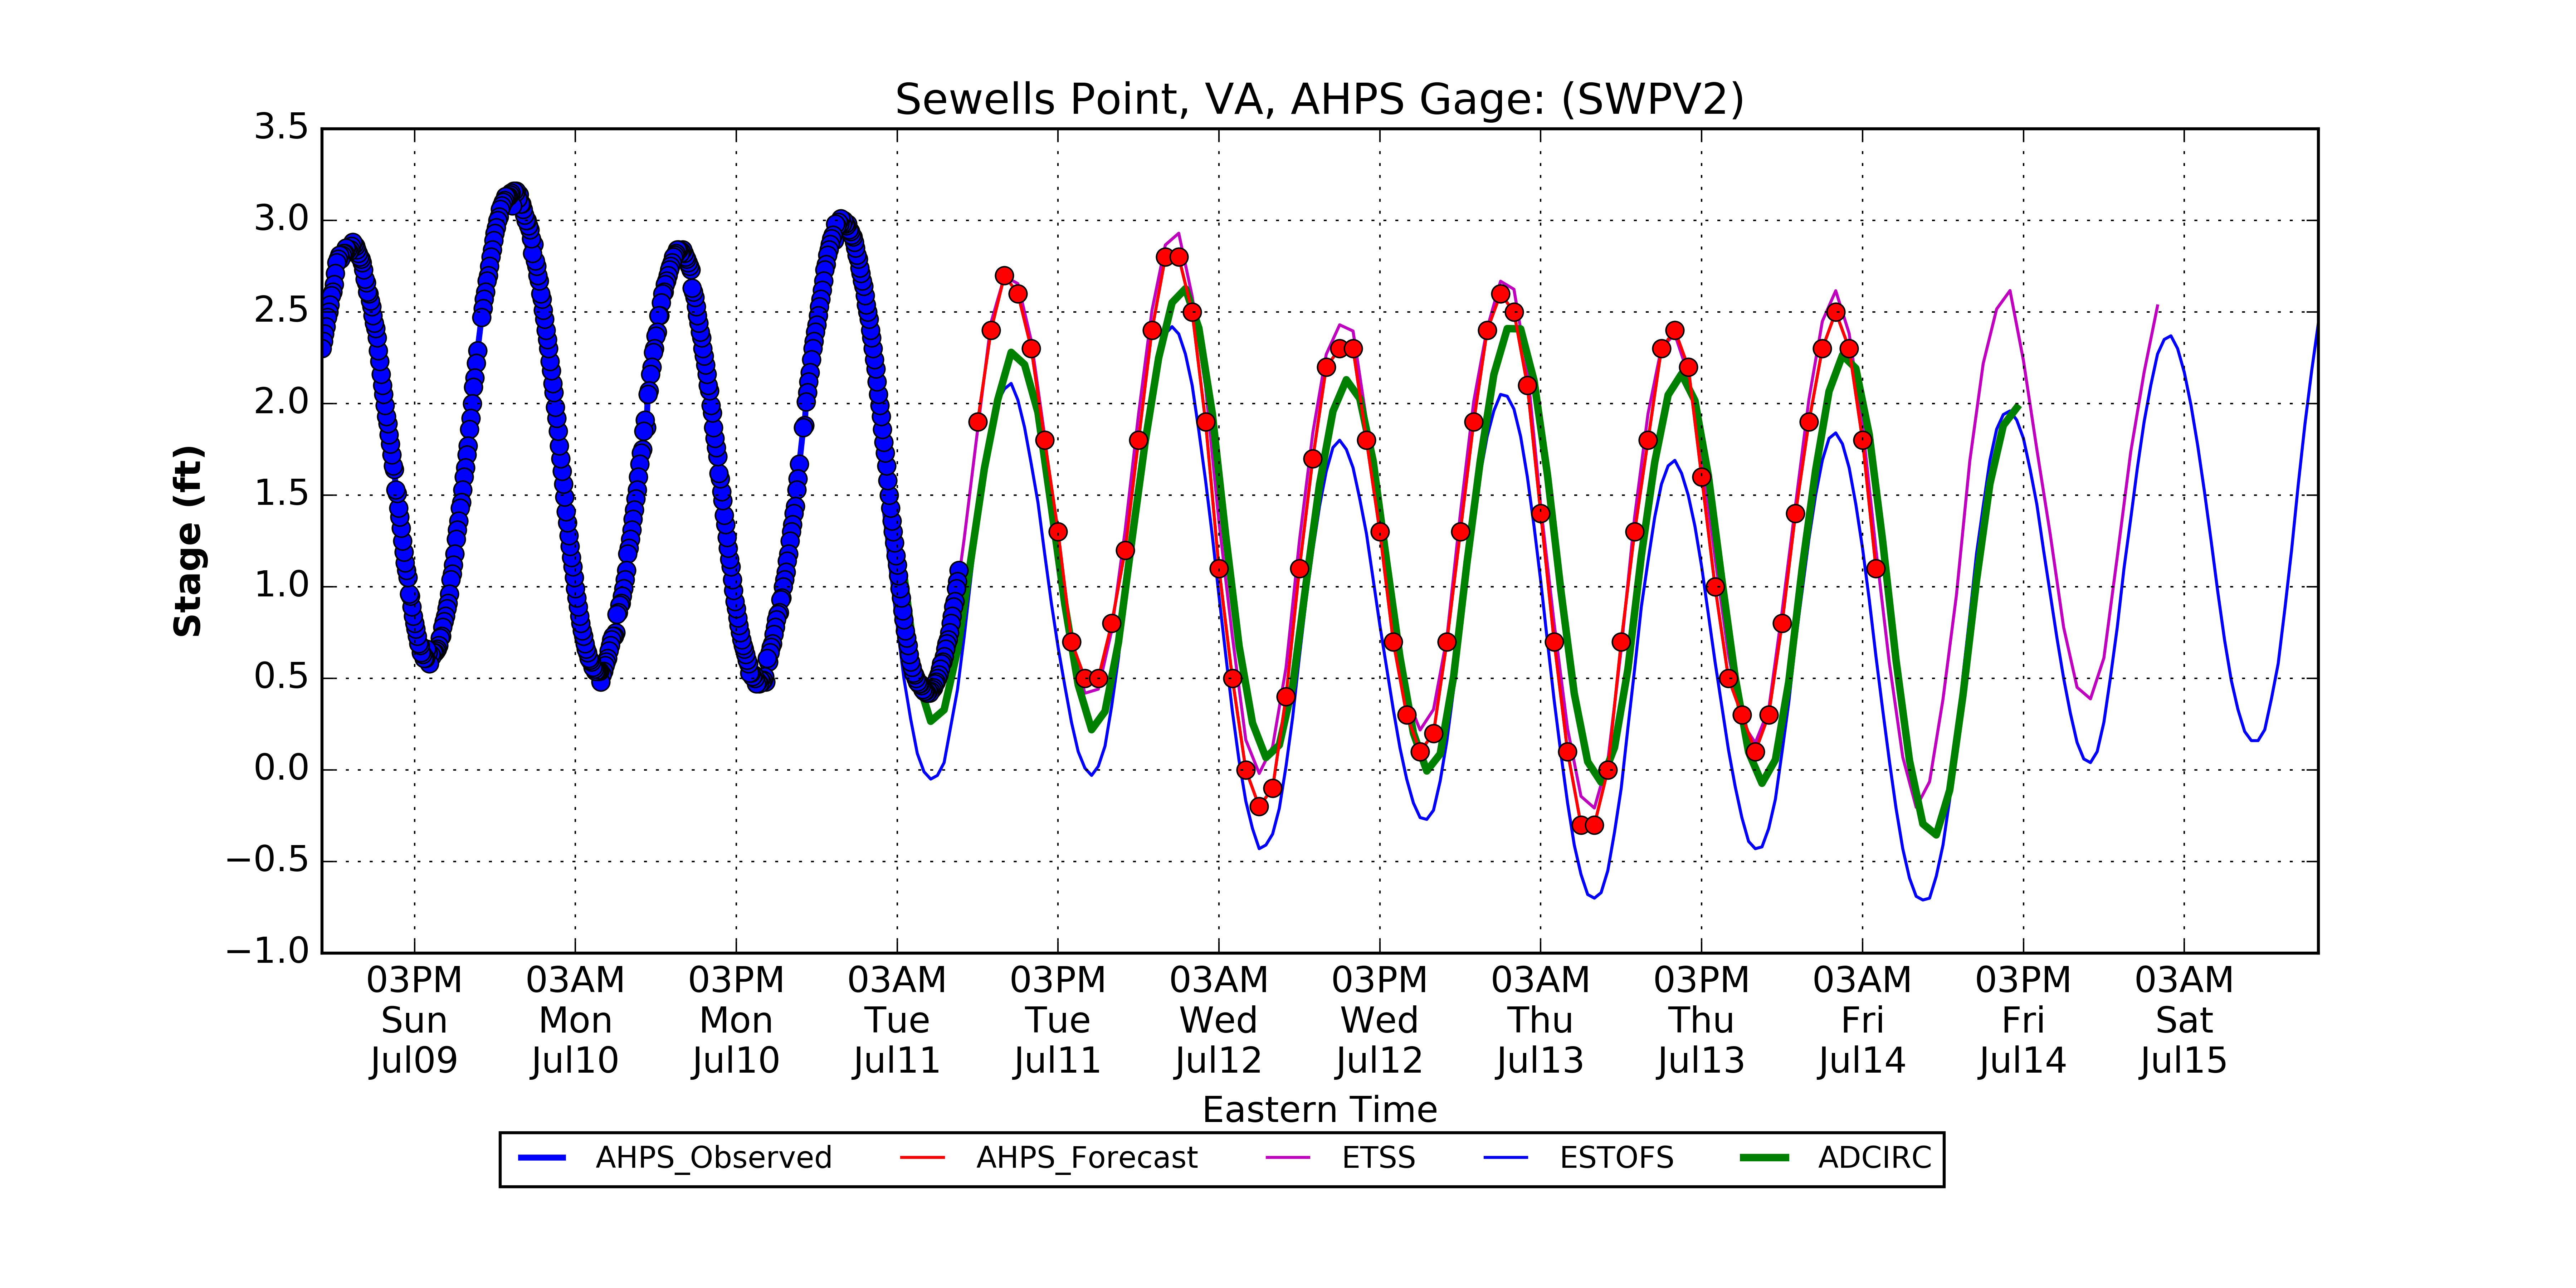 Sewells Point, VA, AHPS Gage: (SWPV2)
Stage (ft)
3.5
3.0
2.5
2.0
1.5
1.0
0.5
0.0
−0.5
−1.0
03PM 03AM 03PM 03AM 03PM 03AM 03PM 03AM 03PM 03AM 03PM 03AM
Sun Mon Mon Tue Tue Wed Wed Thu Thu Fri Fri Sat
Jul09 Jul10 Jul10 Jul11 Jul11 Jul12 Jul12 Jul13 Jul13 Jul14 Jul14 Jul15
Eastern Time
AHPS_Observed AHPS_Forecast ETSS ESTOFS ADCIRC